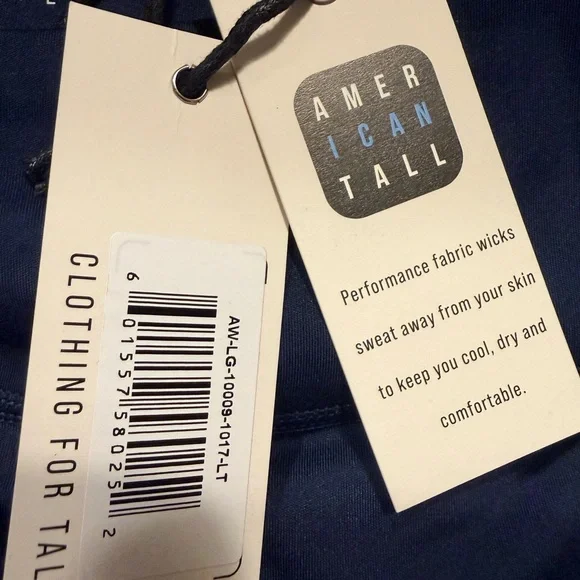 CLOTHING FOR TAL
AW-LG-10009-1017-LT
6 01557 58025 2
AMER
ICAN
TALL
Performance fabric wicks
sweat away from your skin
to keep you cool, dry and
comfortable.